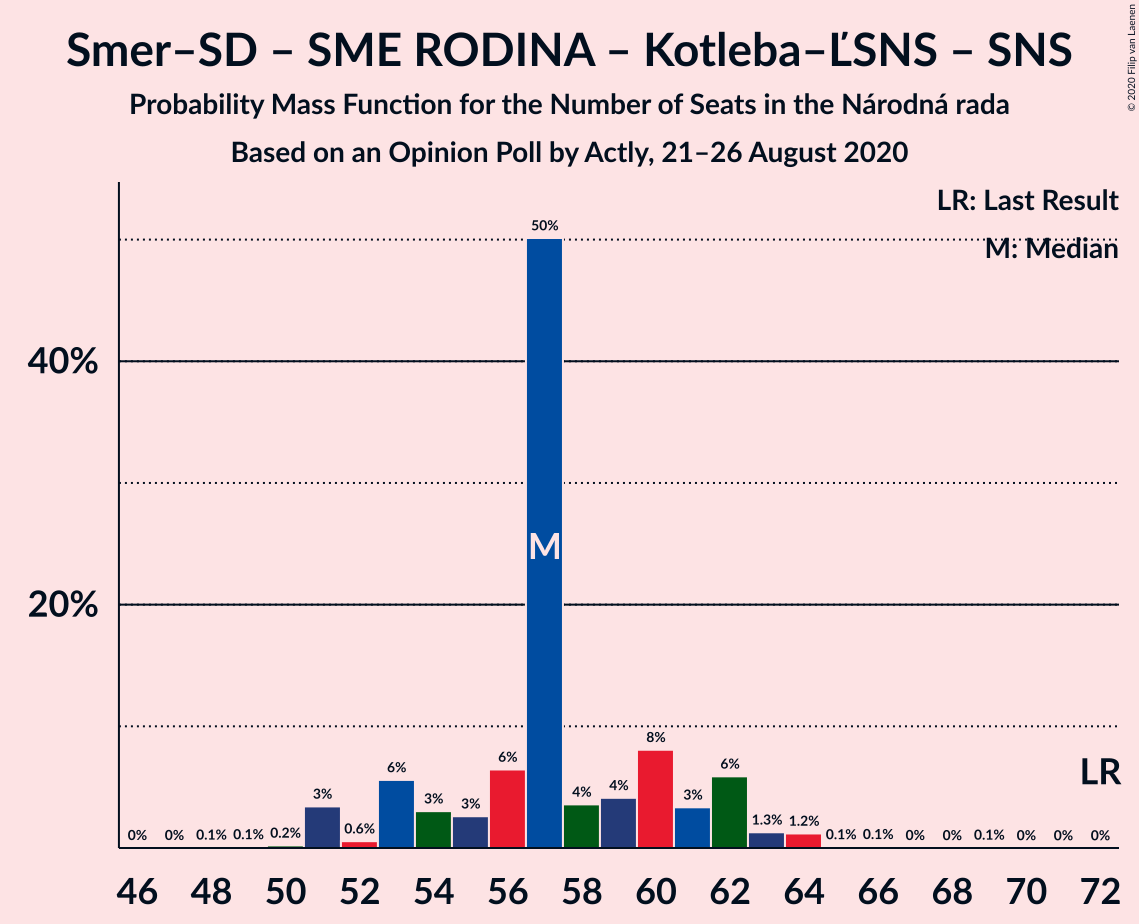 Smer–SD – SME RODINA – Kotleba–ĽSNS – SNS
Probability Mass Function for the Number of Seats in the Národná rada
Based on an Opinion Poll by Actly, 21–26 August 2020
© 2020 Filip van Laenen
LR: Last Result
M: Median
40%
20%
0% 0% 0.1% 0.1% 0.2% 3% 0.6% 6% 3% 3% 6% 50% 4% 4% 8% 3% 6% 1.3% 1.2% 0.1% 0.1% 0% 0% 0.1% 0% 0% 0%
M
LR
46 48 50 52 54 56 58 60 62 64 66 68 70 72